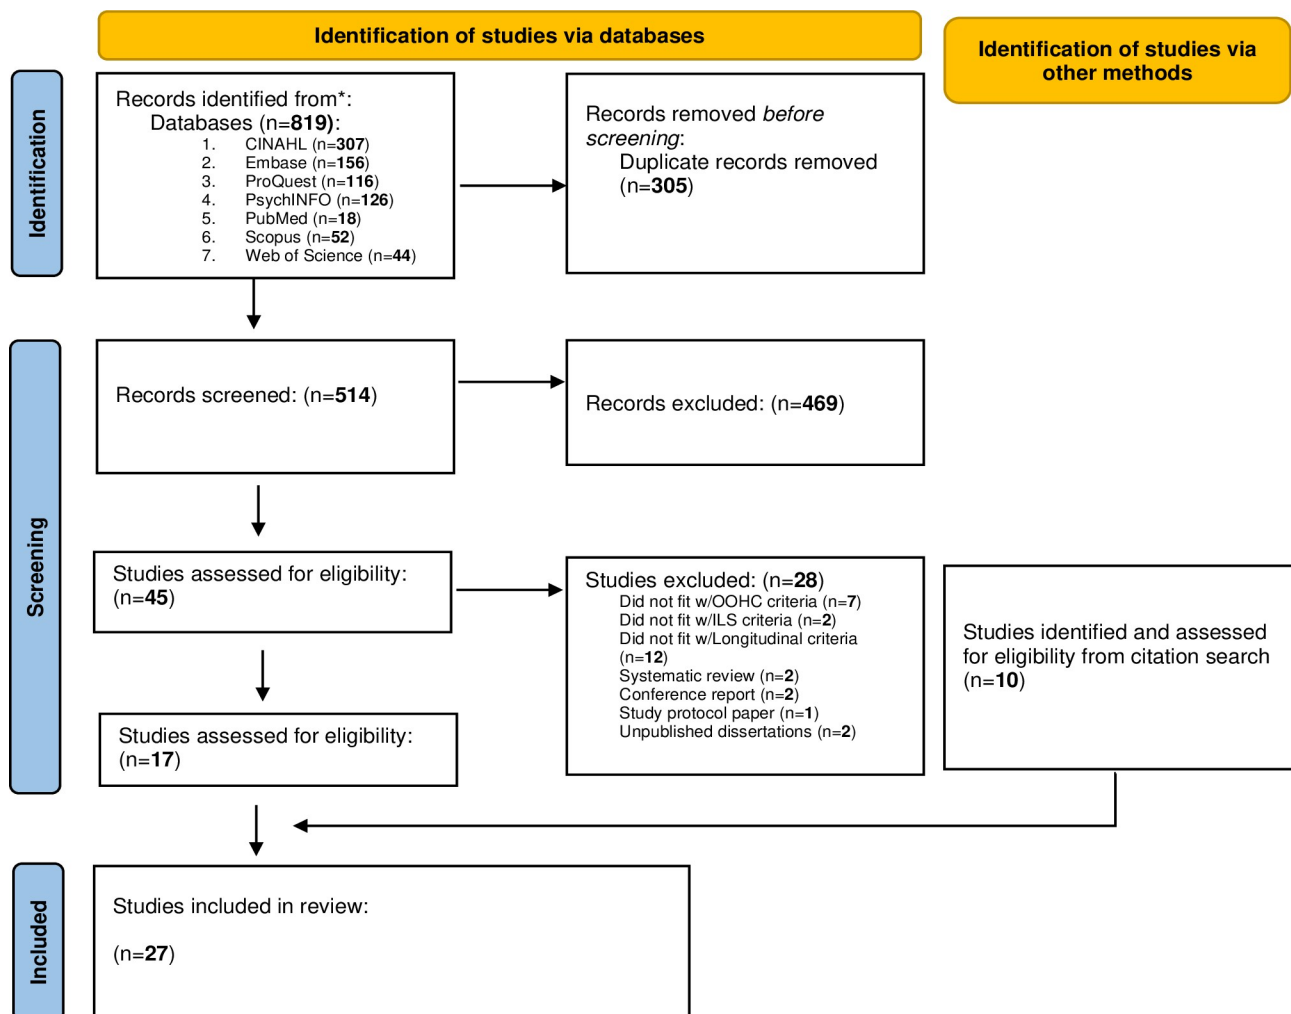 Identification of studies via databases
Identification of studies via
other methods
Identification
Records identified from*:
Databases (n=819):
1. CINAHL (n=307)
2. Embase (n=156)
3. ProQuest (n=116)
4. PsychINFO (n=126)
5. PubMed (n=18)
6. Scopus (n=52)
7. Web of Science (n=44)
Records removed before
screening:
Duplicate records removed
(n=305)
Screening
Records screened: (n=514)
Records excluded: (n=469)
Studies assessed for eligibility:
(n=45)
Studies excluded: (n=28)
Did not fit w/OOHC criteria (n=7)
Did not fit w/ILS criteria (n=2)
Did not fit w/Longitudinal criteria
(n=12)
Systematic review (n=2)
Conference report (n=2)
Study protocol paper (n=1)
Unpublished dissertations (n=2)
Studies identified and assessed
for eligibility from citation search
(n=10)
Studies assessed for eligibility:
(n=17)
Included
Studies included in review:
(n=27)